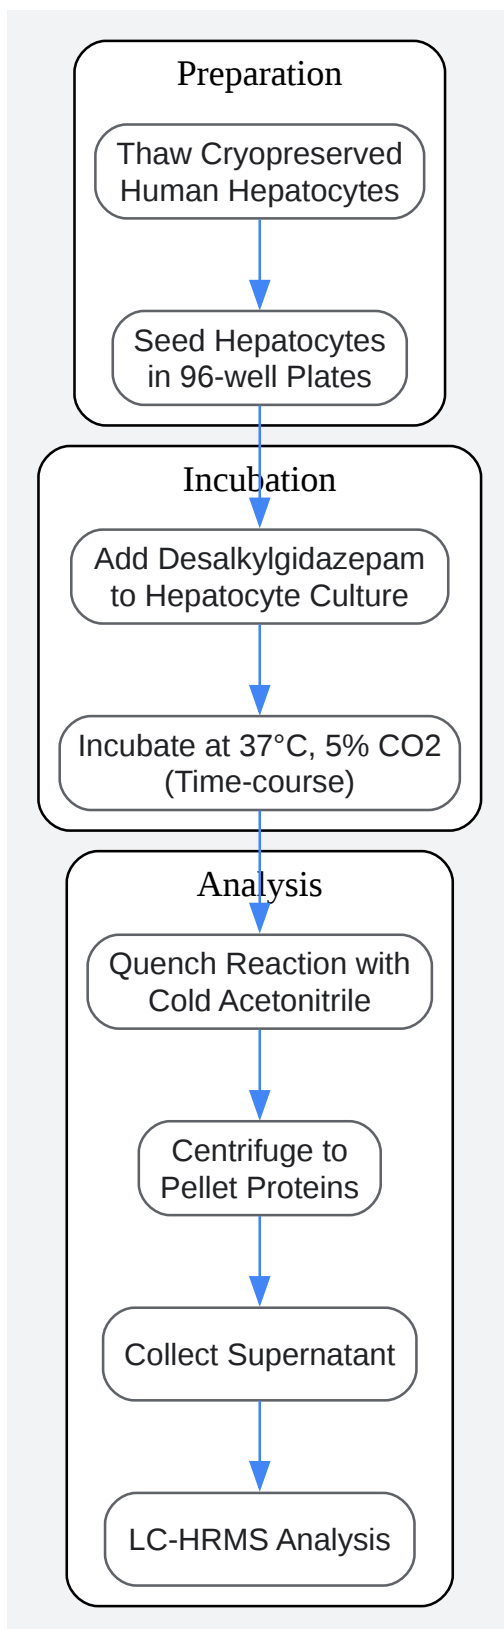 Preparation
Thaw Cryopreserved
Human Hepatocytes
Seed Hepatocytes
in 96-well Plates
Incubation
Add Desalkylgidazepam
to Hepatocyte Culture
Incubate at 37°C, 5% CO2
(Time-course)
Analysis
Quench Reaction with
Cold Acetonitrile
Centrifuge to
Pellet Proteins
Collect Supernatant
LC-HRMS Analysis